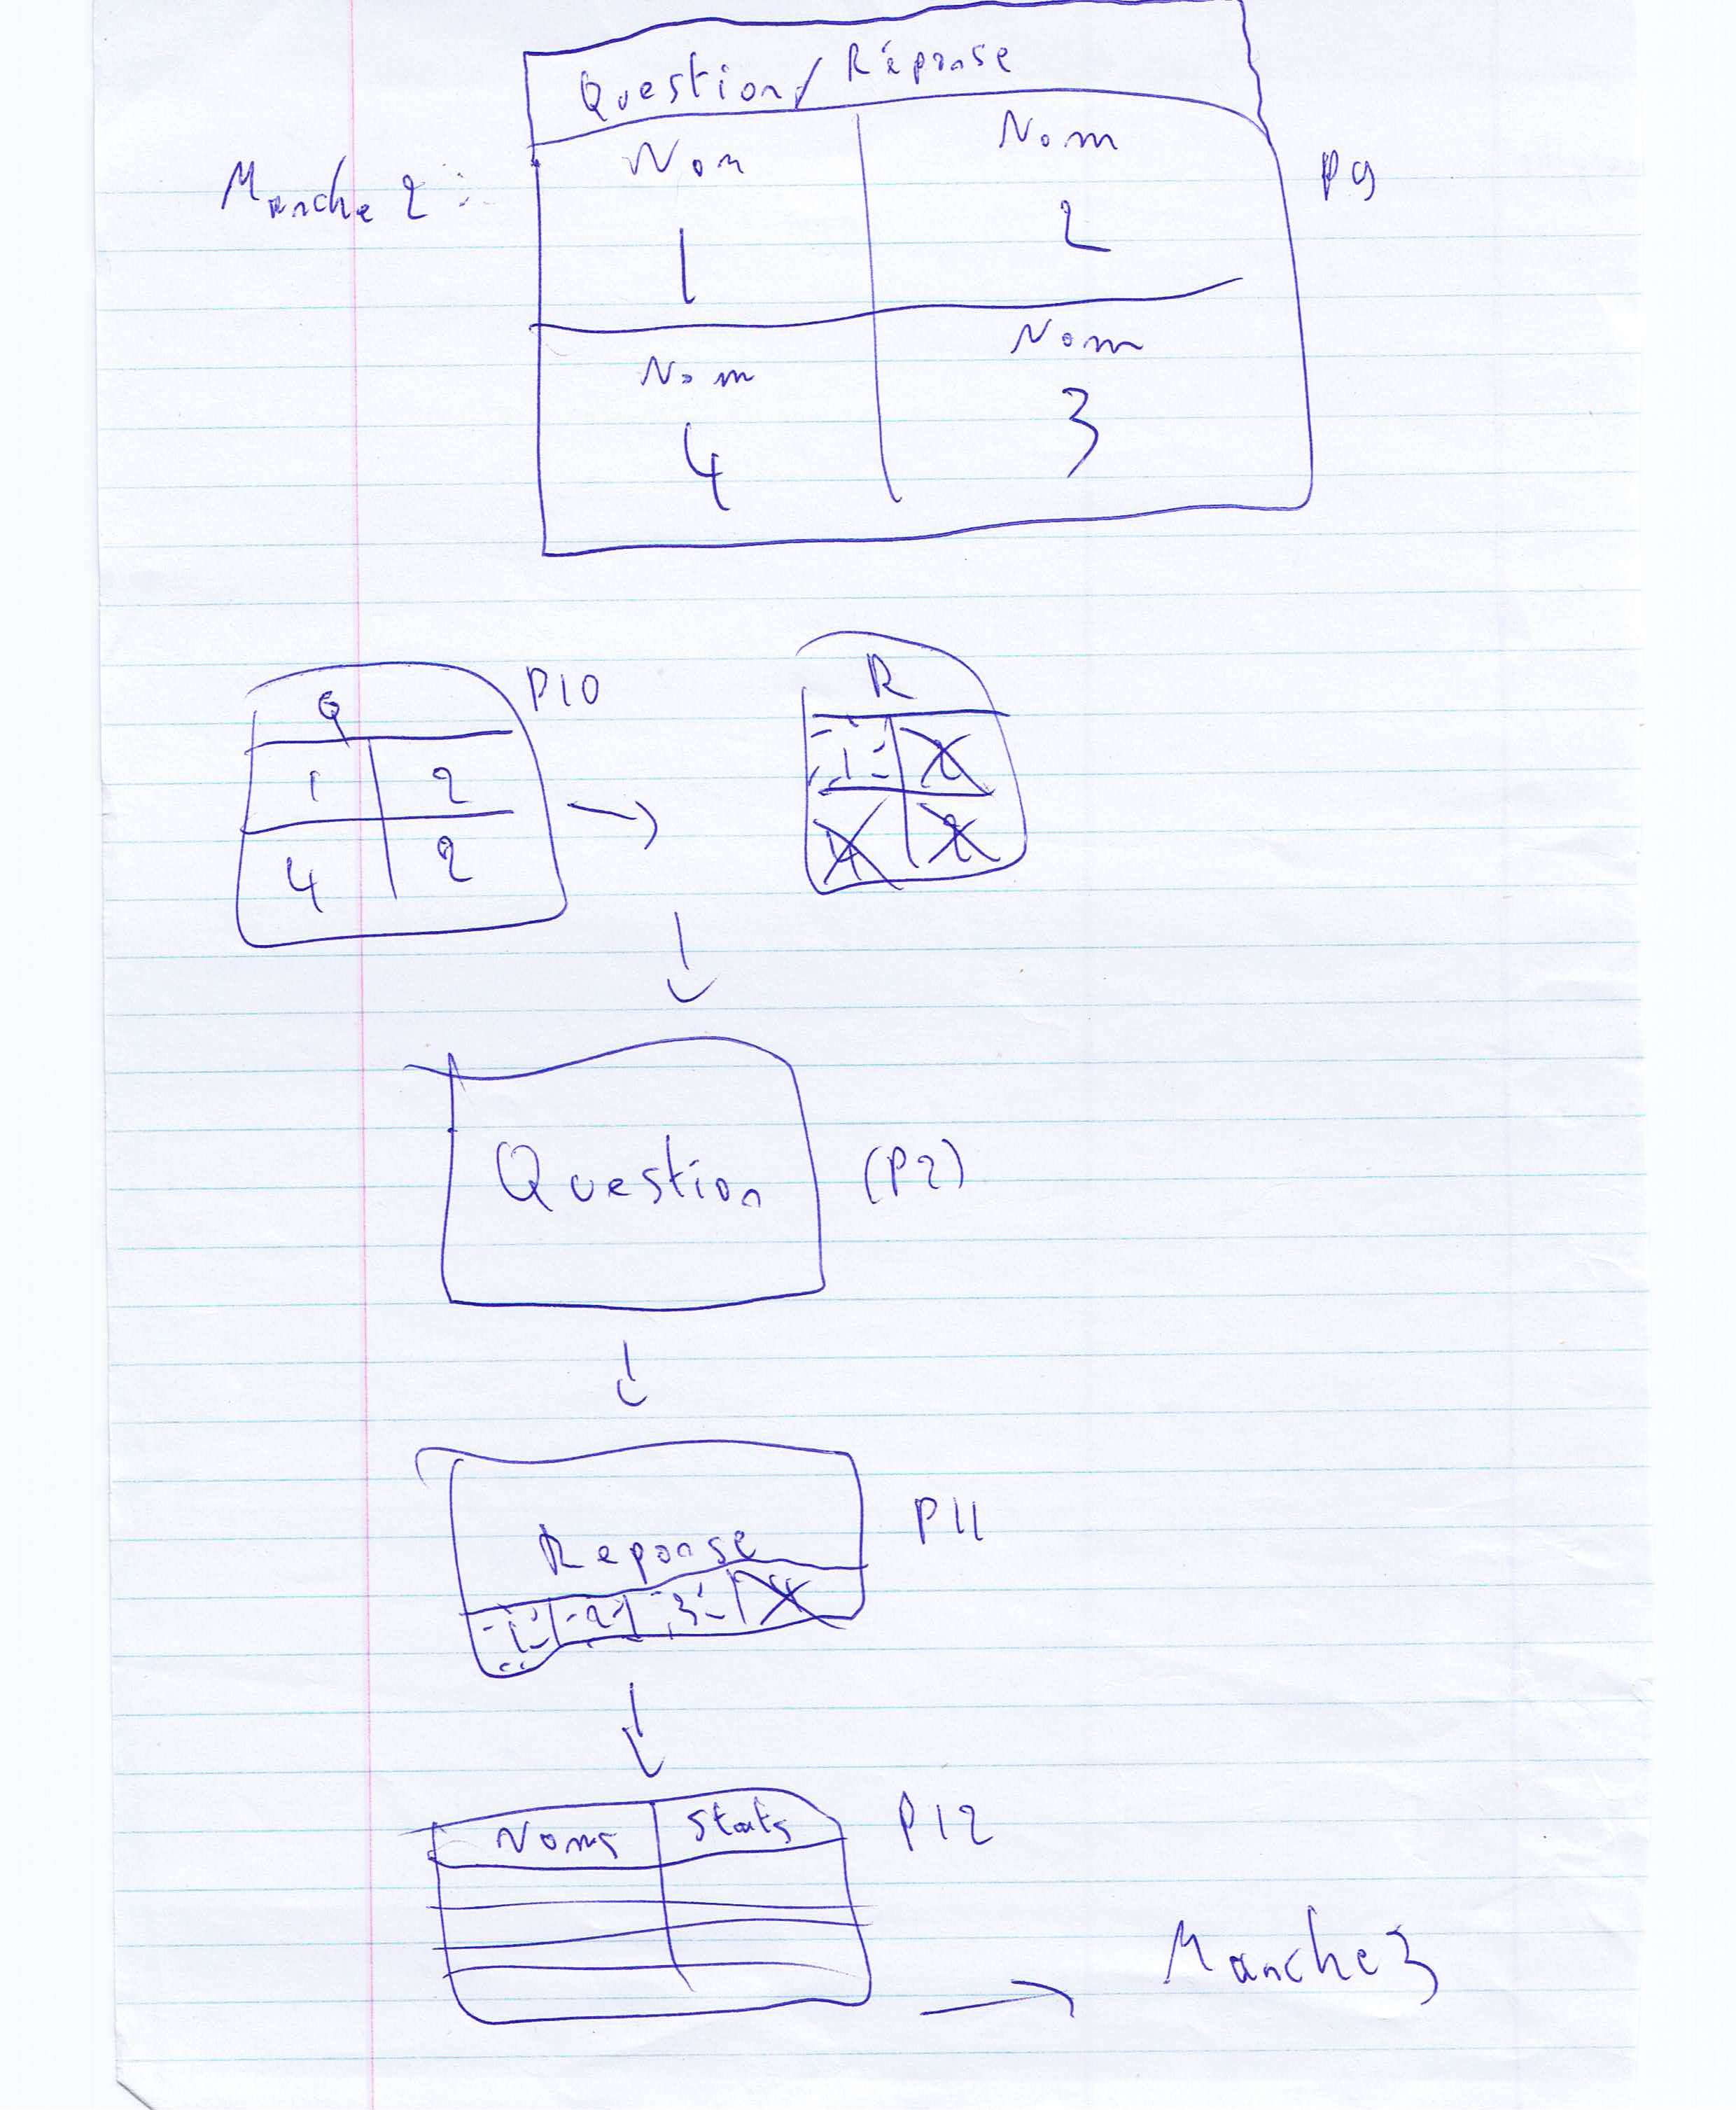 Question/Réponse
Manche 2 :
Nom
Nom
P9
1
2
Nom
Nom
4
3
Q
P10
R
1
2
1
4
2
4
Question
(P2)
Reponse
P11
1
2
3
Noms
Stats
P12
Manche 3